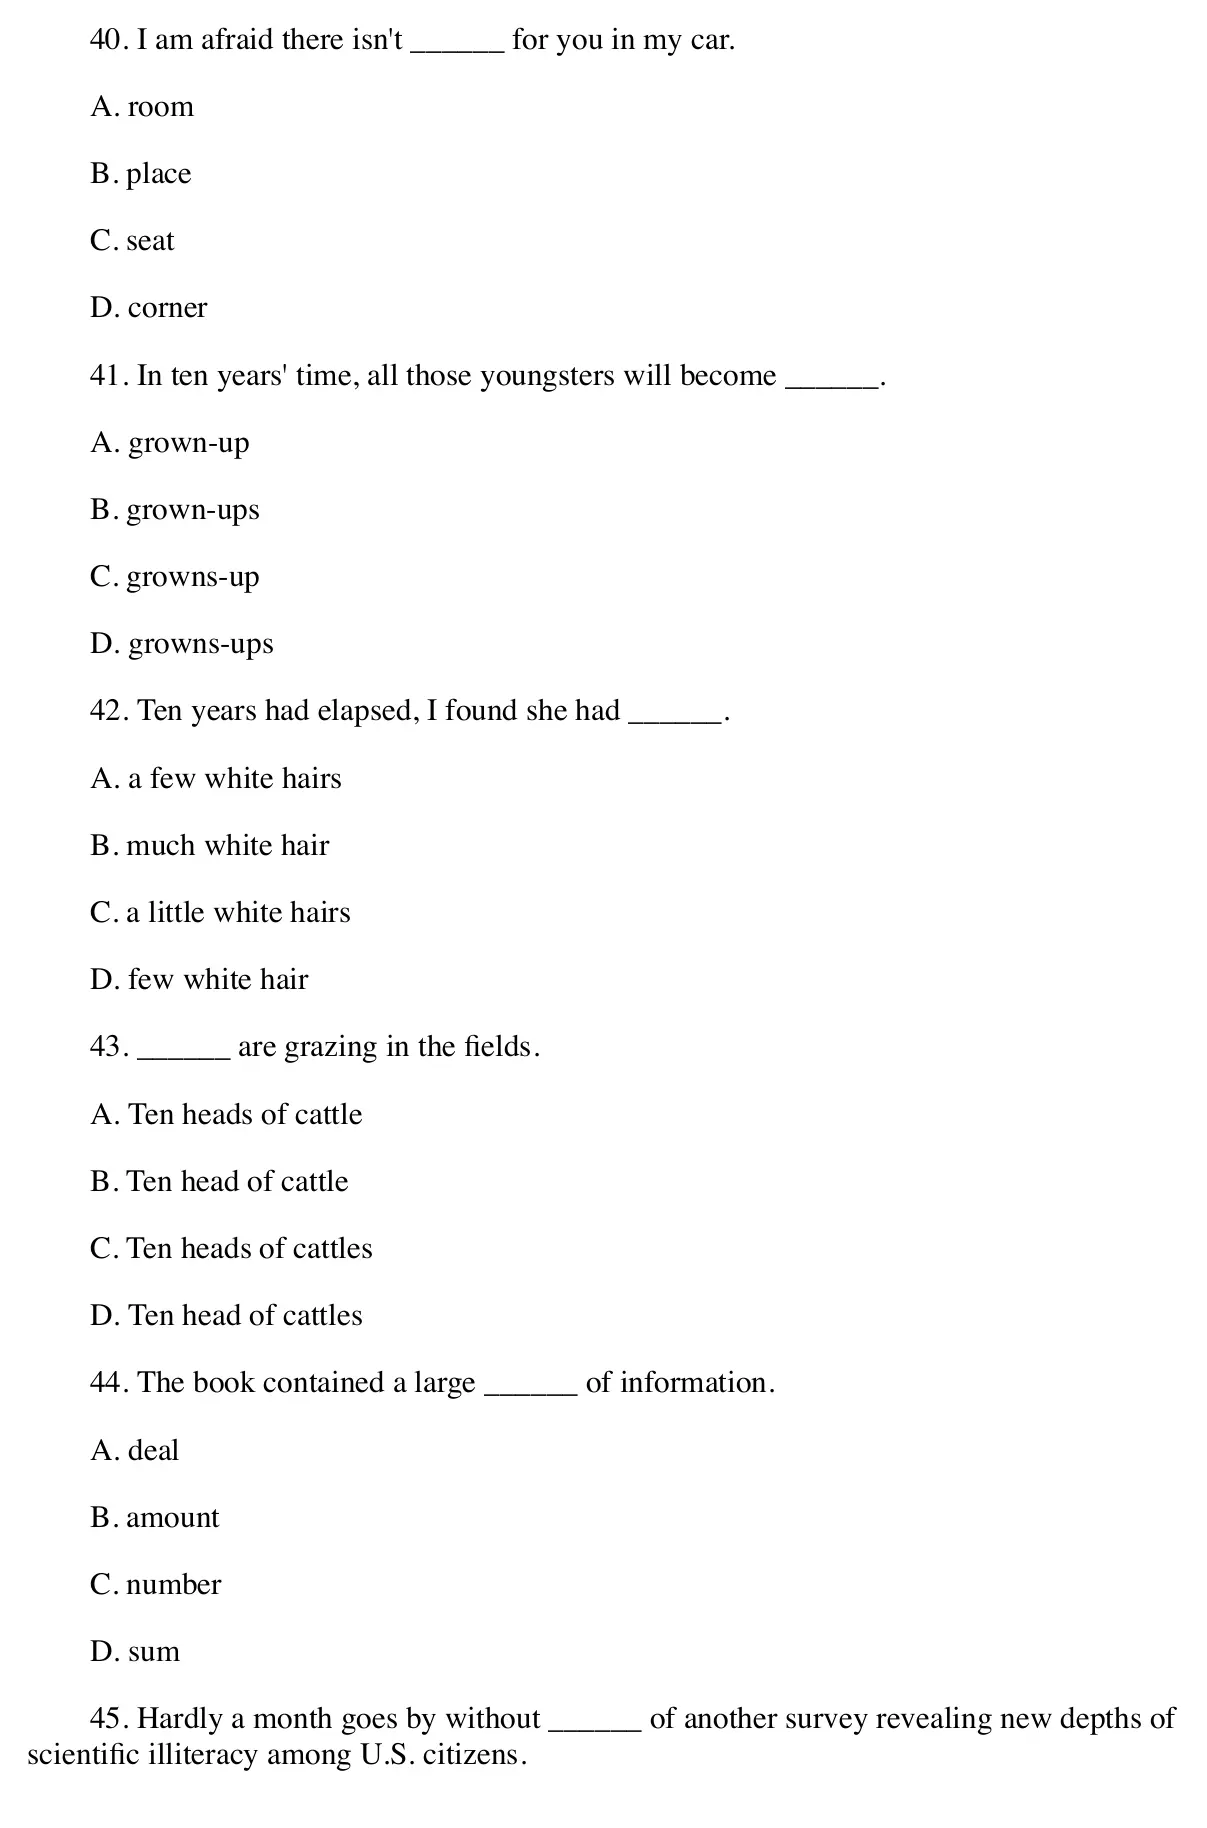 40. I am afraid there isn't ______ for you in my car.
A. room
B. place
C. seat
D. corner
41. In ten years' time, all those youngsters will become ______.
A. grown-up
B. grown-ups
C. growns-up
D. growns-ups
42. Ten years had elapsed, I found she had ______.
A. a few white hairs
B. much white hair
C. a little white hairs
D. few white hair
43. ______ are grazing in the fields.
A. Ten heads of cattle
B. Ten head of cattle
C. Ten heads of cattles
D. Ten head of cattles
44. The book contained a large ______ of information.
A. deal
B. amount
C. number
D. sum
45. Hardly a month goes by without ______ of another survey revealing new depths of
scientific illiteracy among U.S. citizens.